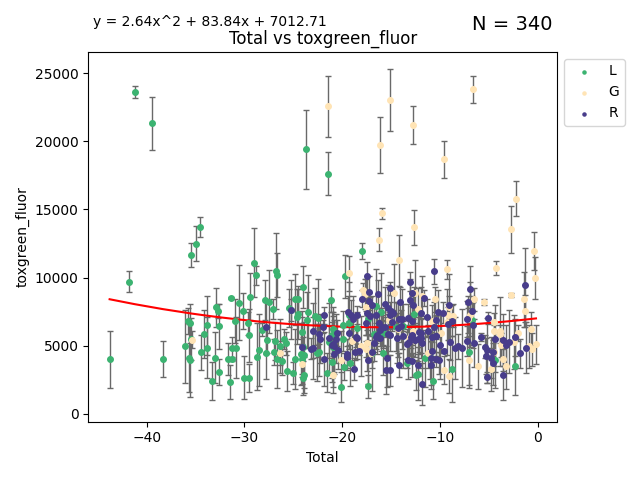 y = 2.64x^2 + 83.84x + 7012.71
N = 340
Total vs toxgreen_fluor
25000
20000
15000
10000
5000
0
toxgreen_fluor
−40
−30
−20
−10
0
Total
L
G
R